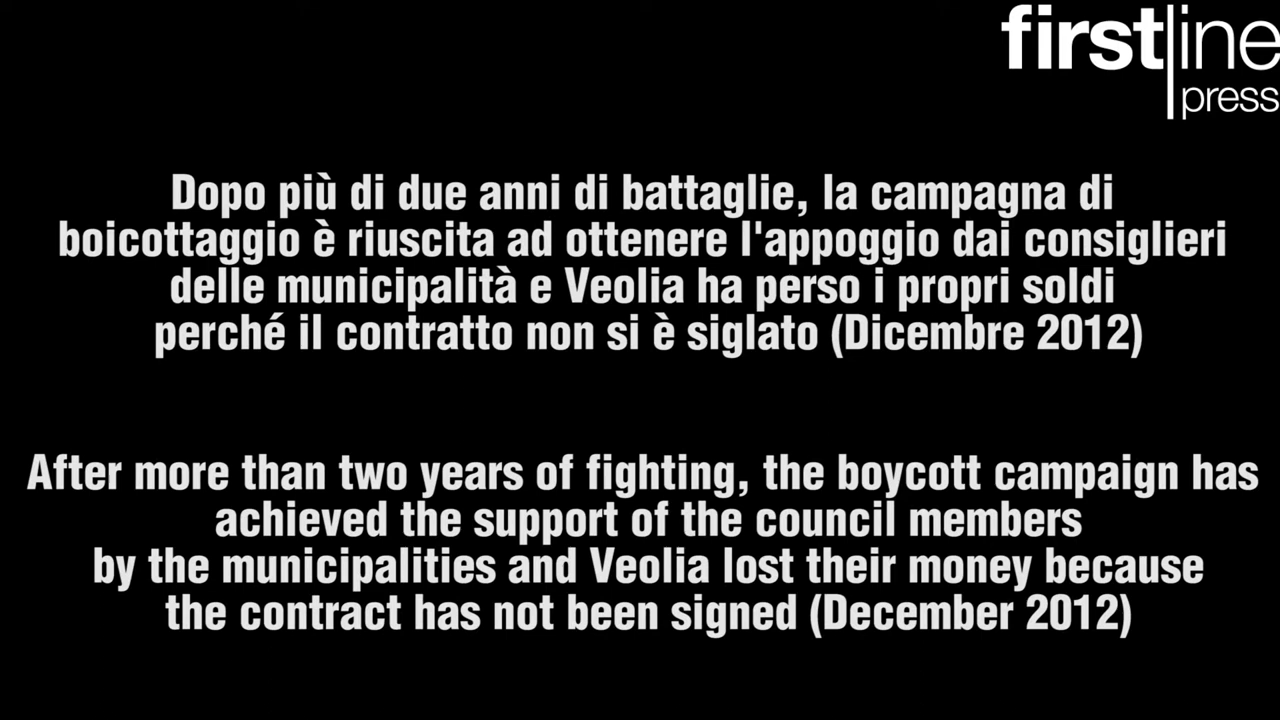 firstline
press
Dopo più di due anni di battaglie, la campagna di
boicottaggio è riuscita ad ottenere l'appoggio dai consiglieri
delle municipalità e Veolia ha perso i propri soldi
perché il contratto non si è siglato (Dicembre 2012)
After more than two years of fighting, the boycott campaign has
achieved the support of the council members
by the municipalities and Veolia lost their money because
the contract has not been signed (December 2012)